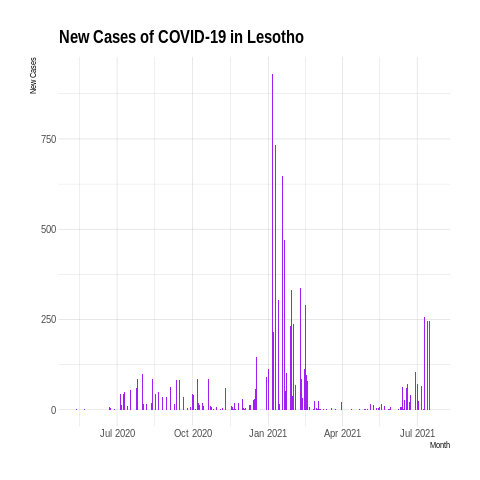 New Cases of COVID-19 in Lesotho
New Cases
750
500
250
0
Jul 2020 Oct 2020 Jan 2021 Apr 2021 Jul 2021
Month